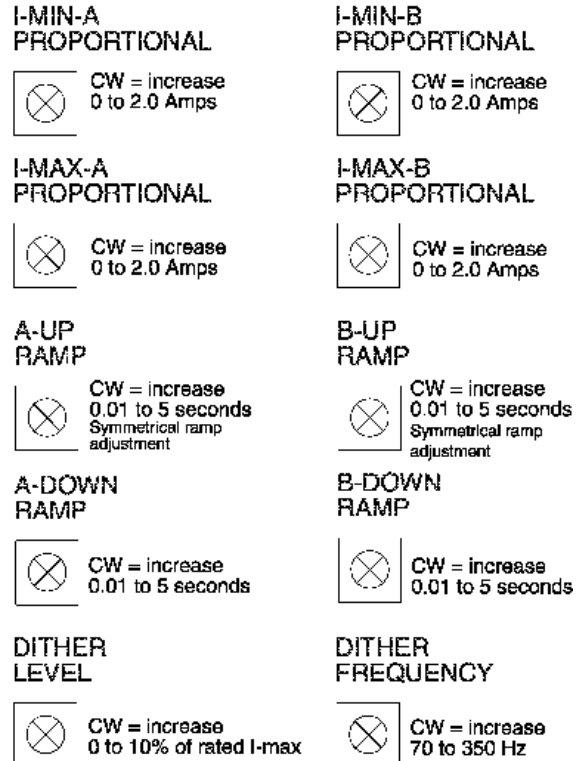 I-MIN-A
PROPORTIONAL
CW = increase
0 to 2.0 Amps
I-MIN-B
PROPORTIONAL
CW = increase
0 to 2.0 Amps
I-MAX-A
PROPORTIONAL
CW = increase
0 to 2.0 Amps
I-MAX-B
PROPORTIONAL
CW = increase
0 to 2.0 Amps
A-UP
RAMP
CW = increase
0.01 to 5 seconds
Symmetrical ramp
adjustment
B-UP
RAMP
CW = increase
0.01 to 5 seconds
Symmetrical ramp
adjustment
A-DOWN
RAMP
CW = increase
0.01 to 5 seconds
B-DOWN
RAMP
CW = increase
0.01 to 5 seconds
DITHER
LEVEL
CW = increase
0 to 10% of rated I-max
DITHER
FREQUENCY
CW = increase
70 to 350 Hz